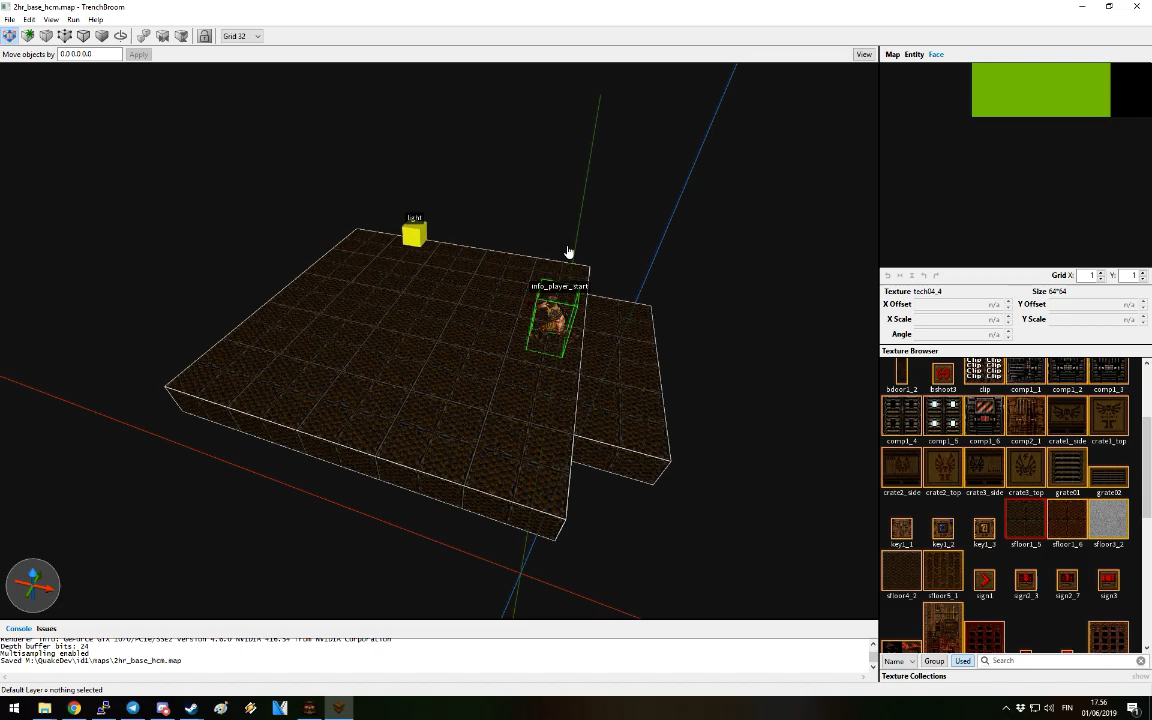 2hr_base_hcm.map - TrenchBroom
File Edit View Run Help
Grid 32
Move objects by 0.0 0.0 0.0 Apply View
Map Entity Face
light
info_player_start
Grid X: 1 Y: 1
Texture tech04_4 Size 64*64
X Offset n/a Y Offset n/a
X Scale n/a Y Scale n/a
Angle n/a
Texture Browser
Clip Clip
bdoor1_2 bshoot3 clip comp1_1 comp1_2 comp1_3
comp1_4 comp1_5 comp1_6 comp2_1 crate1_side crate1_top
crate2_side crate2_top crate3_side crate3_top grate01 grate02
key1_1 key1_2 key1_3 sfloor1_5 sfloor1_6 sfloor3_2
sfloor4_2 sfloor5_1 sign1 sign2_3 sign2_7 sign3
Console Issues
Depth buffer bits: 24
Multisampling enabled
Saved M:\QuakeDev\id1\maps\2hr_base_hcm.map
Name Group Used Search
Texture Collections show
Default Layer » nothing selected
FIN 17.56
01/06/2019
1